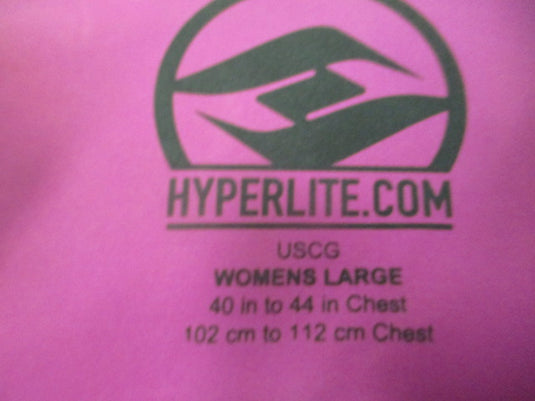 HYPERLITE.COM
USCG
WOMENS LARGE
40 in to 44 in Chest
102 cm to 112 cm Chest